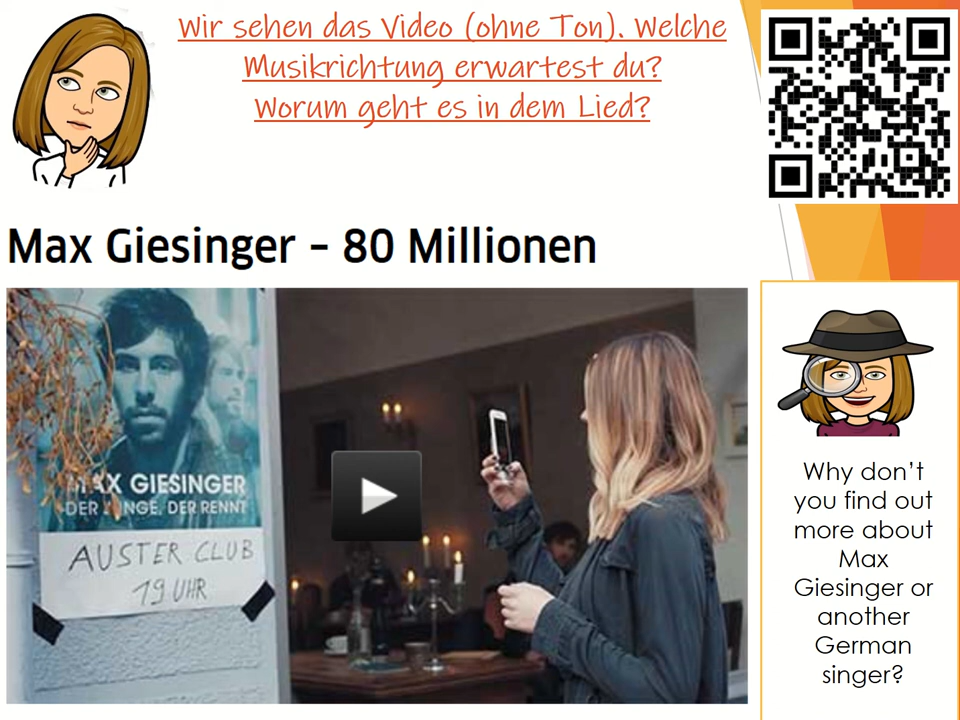 Wir sehen das Video (ohne Ton). Welche
Musikrichtung erwartest du?
Worum geht es in dem Lied?
Max Giesinger – 80 Millionen
MAX GIESINGER
DER JUNGE, DER RENNT
AUSTER CLUB
19 UHR
Why don’t
you find out
more about
Max
Giesinger or
another
German
singer?